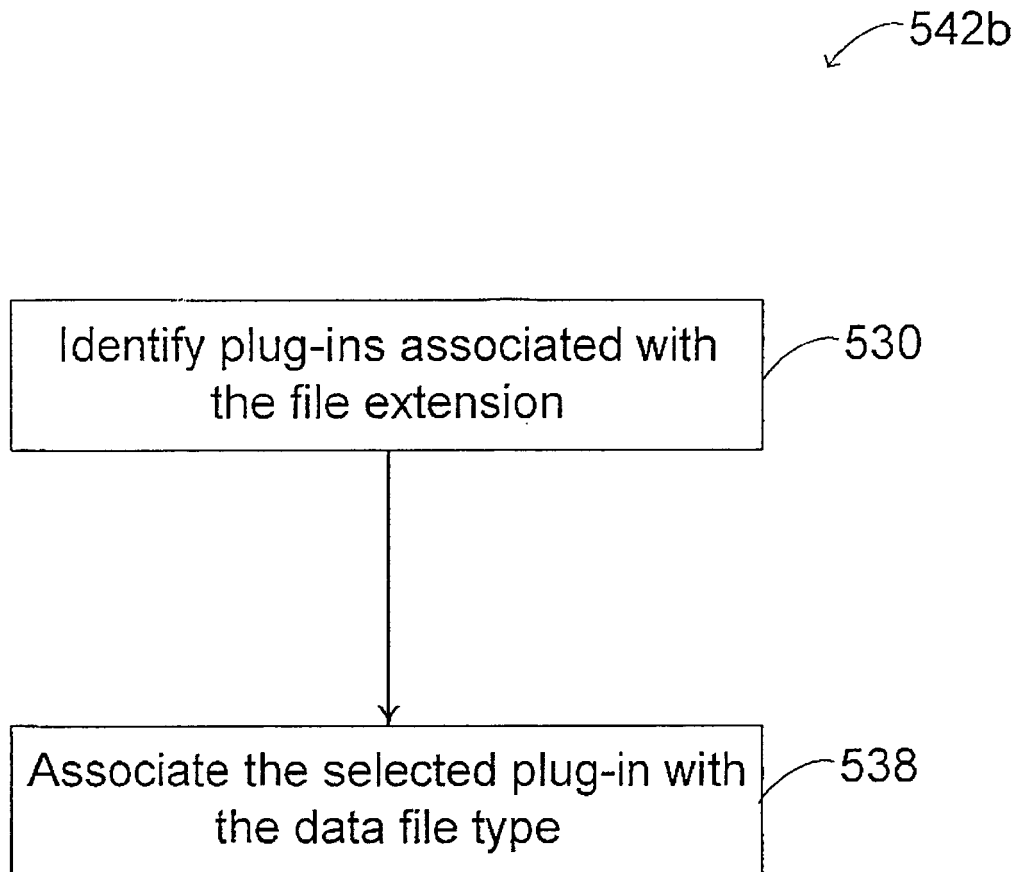 542b
Identify plug-ins associated with
the file extension
530
Associate the selected plug-in with
the data file type
538